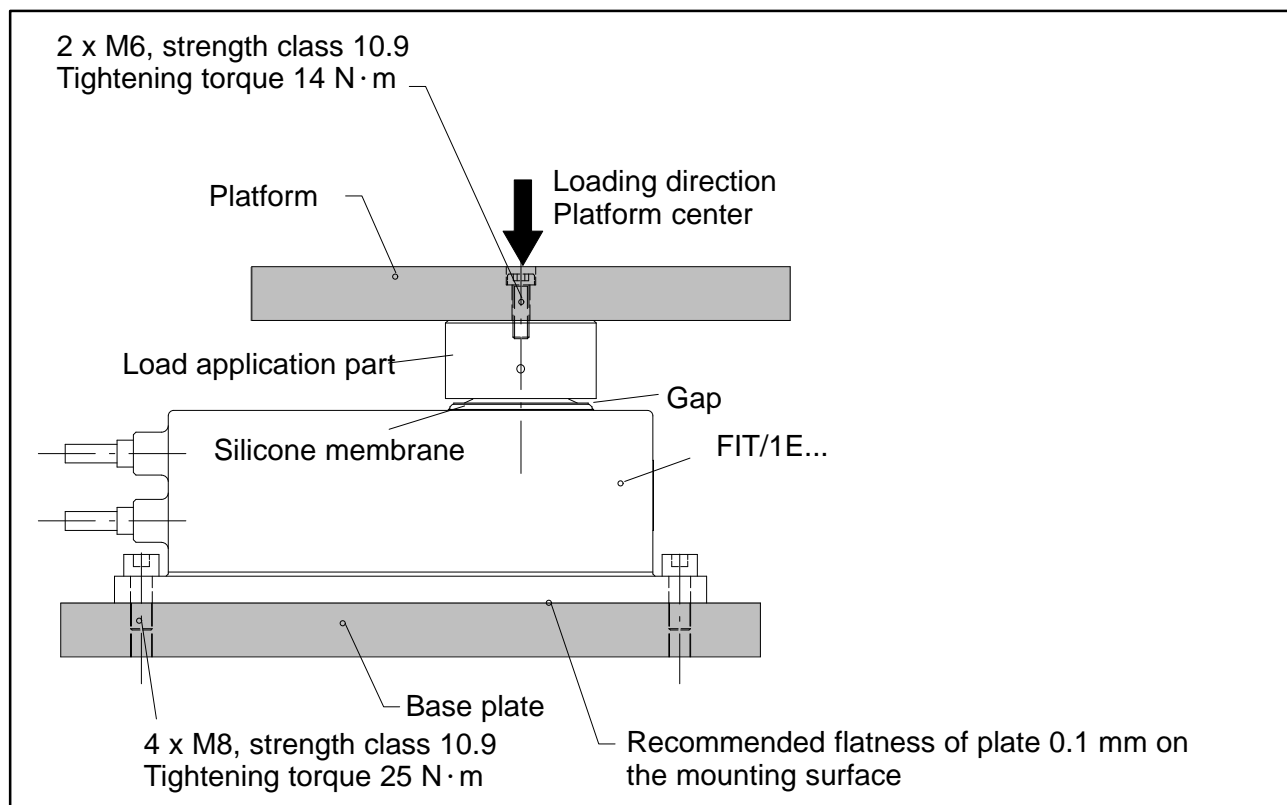 2 x M6, strength class 10.9
Tightening torque 14 N·m
Loading direction
Platform center
Platform
Load application part
Gap
Silicone membrane
FIT/1E...
Base plate
4 x M8, strength class 10.9
Tightening torque 25 N·m
Recommended flatness of plate 0.1 mm on
the mounting surface